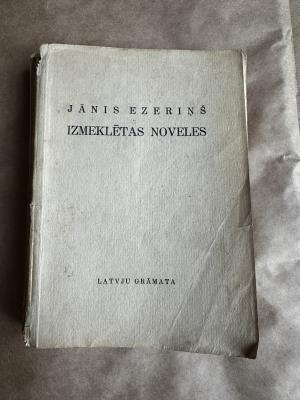 JĀNIS EZERIŅŠ
IZMEKLĒTAS NOVELES
LATVJU GRĀMATA